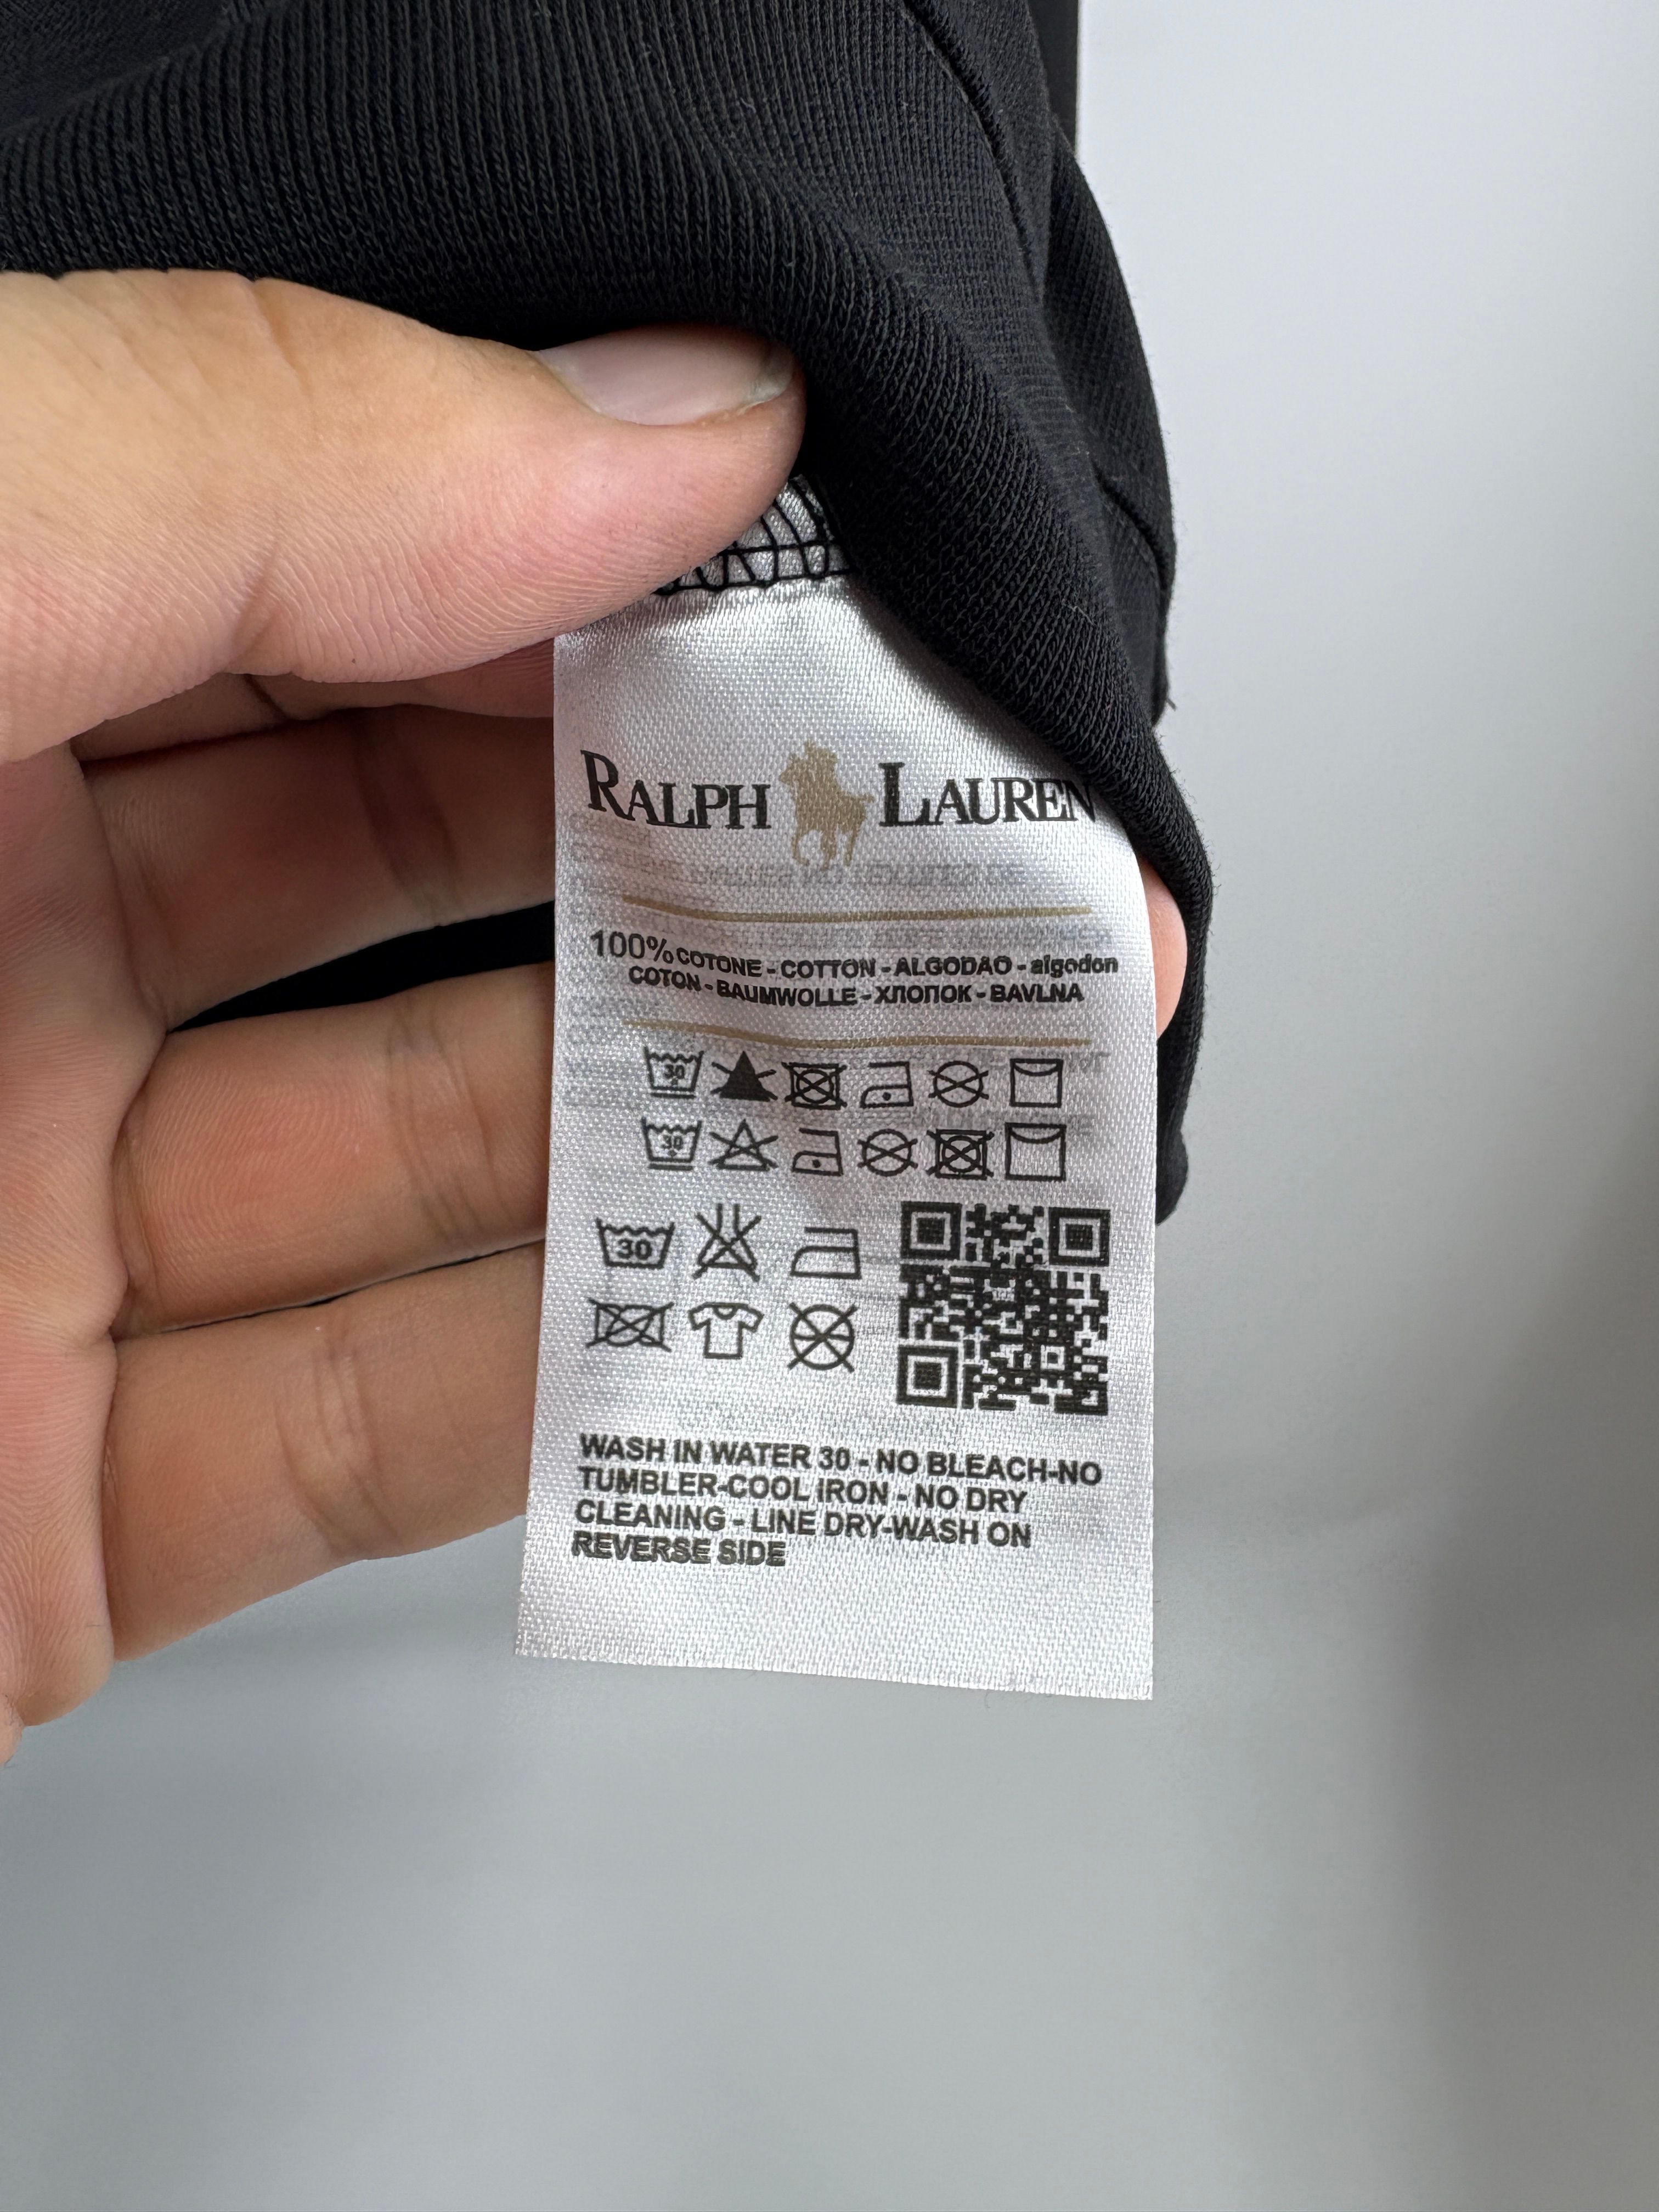 RALPH LAUREN
100% COTONE - COTTON - ALGODAO - algodon
COTON - BAUMWOLLE - ХЛОПОК - BAVLNA
30
30
30
WASH IN WATER 30 - NO BLEACH-NO
TUMBLER-COOL IRON - NO DRY
CLEANING - LINE DRY-WASH ON
REVERSE SIDE